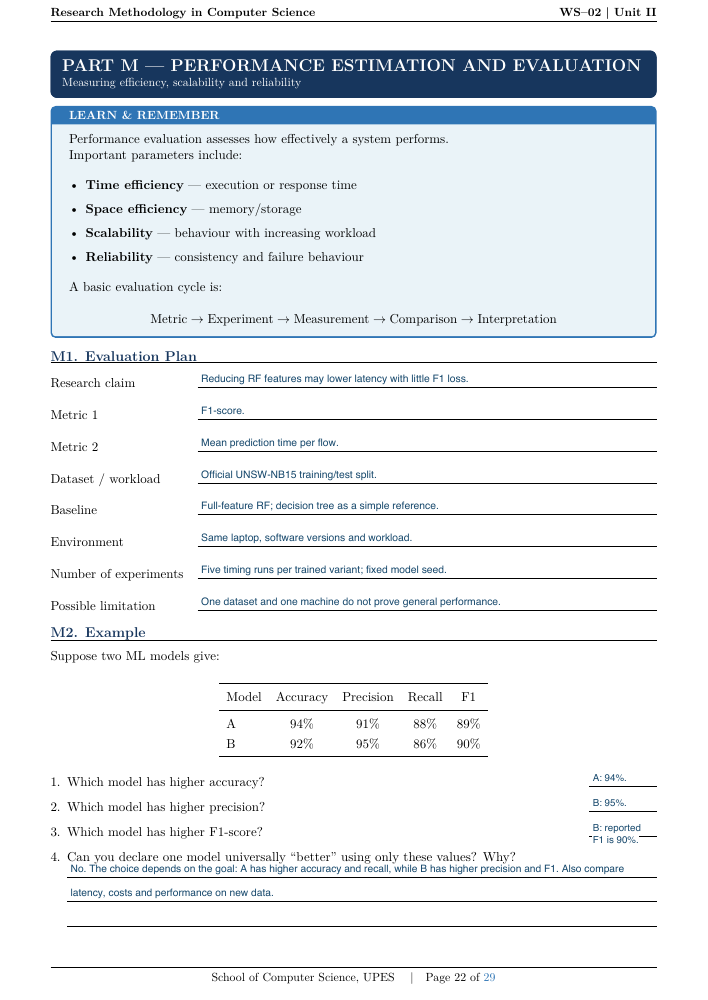 Research Methodology in Computer Science WS–02 | Unit II
PART M — PERFORMANCE ESTIMATION AND EVALUATION
Measuring efficiency, scalability and reliability
LEARN & REMEMBER
Performance evaluation assesses how effectively a system performs.
Important parameters include:
• Time efficiency — execution or response time
• Space efficiency — memory/storage
• Scalability — behaviour with increasing workload
• Reliability — consistency and failure behaviour
A basic evaluation cycle is:
Metric → Experiment → Measurement → Comparison → Interpretation
M1. Evaluation Plan
Research claim Reducing RF features may lower latency with little F1 loss.
Metric 1 F1-score.
Metric 2 Mean prediction time per flow.
Dataset / workload Official UNSW-NB15 training/test split.
Baseline Full-feature RF; decision tree as a simple reference.
Environment Same laptop, software versions and workload.
Number of experiments Five timing runs per trained variant; fixed model seed.
Possible limitation One dataset and one machine do not prove general performance.
M2. Example
Suppose two ML models give:
Model Accuracy Precision Recall F1
A 94% 91% 88% 89%
B 92% 95% 86% 90%
1. Which model has higher accuracy? A: 94%.
2. Which model has higher precision? B: 95%.
3. Which model has higher F1-score? B: reported
F1 is 90%.
4. Can you declare one model universally “better” using only these values? Why?
No. The choice depends on the goal: A has higher accuracy and recall, while B has higher precision and F1. Also compare
latency, costs and performance on new data.
School of Computer Science, UPES | Page 22 of 29